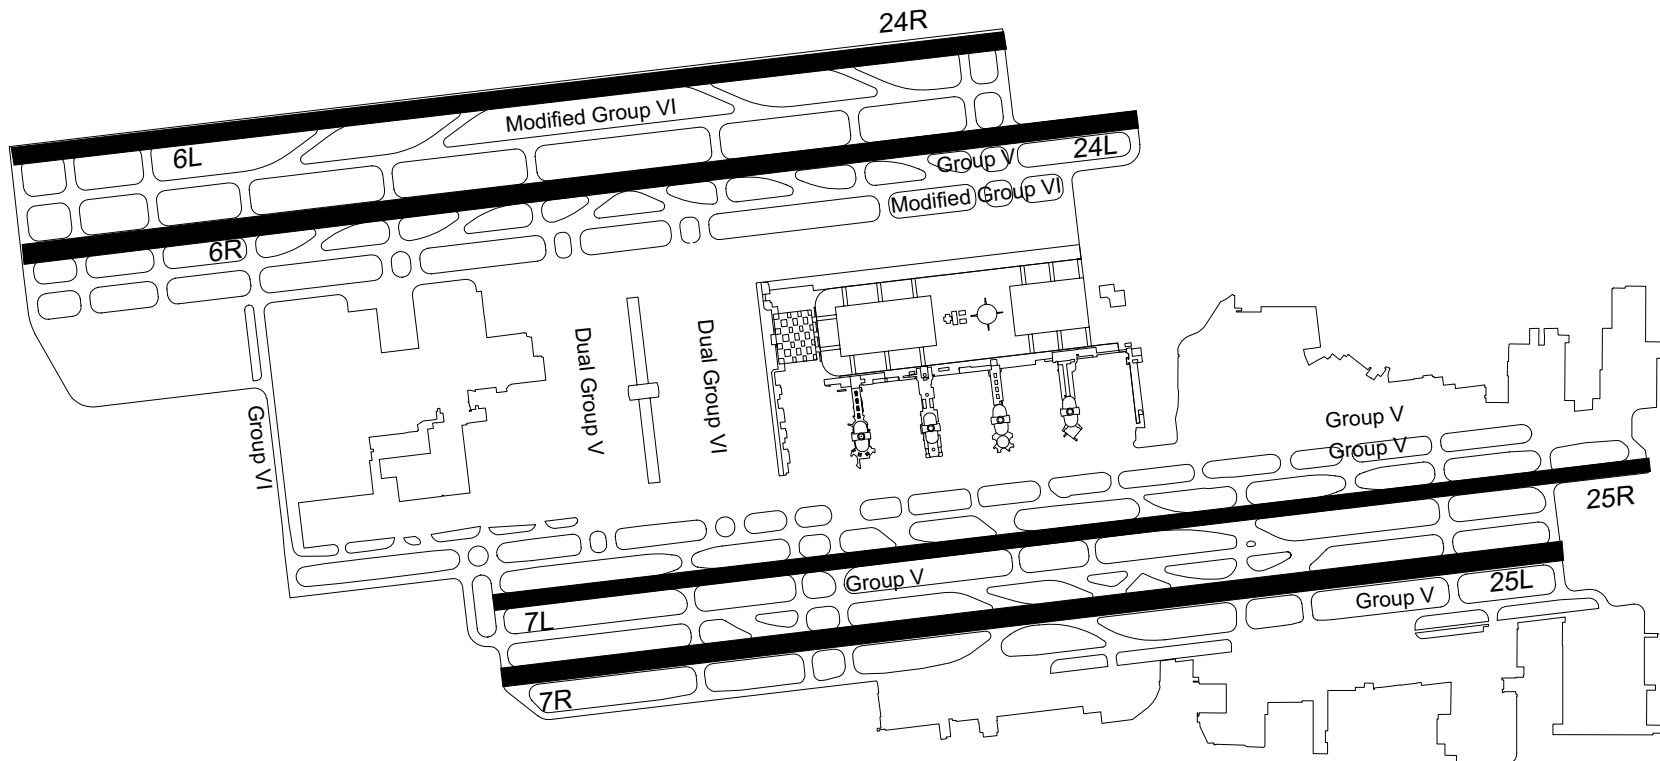 24R
Modified Group VI
6L
24L
Group V
Modified Group VI
6R
Dual Group V
Dual Group VI
Group VI
Group V
Group V
25R
Group V
25L
Group V
7L
7R